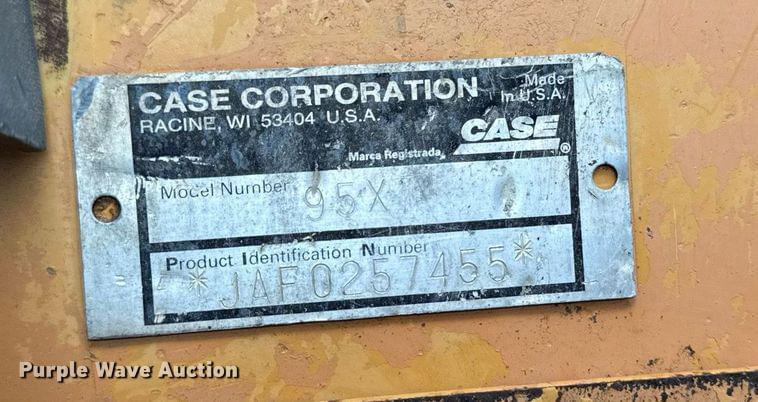 CASE CORPORATION
RACINE, WI 53404 U.S.A.
Made
In U.S.A.
CASE
®
Marca Registrada
Model Number
95X
Product Identification Number
*JAF0257455*
Purple Wave Auction